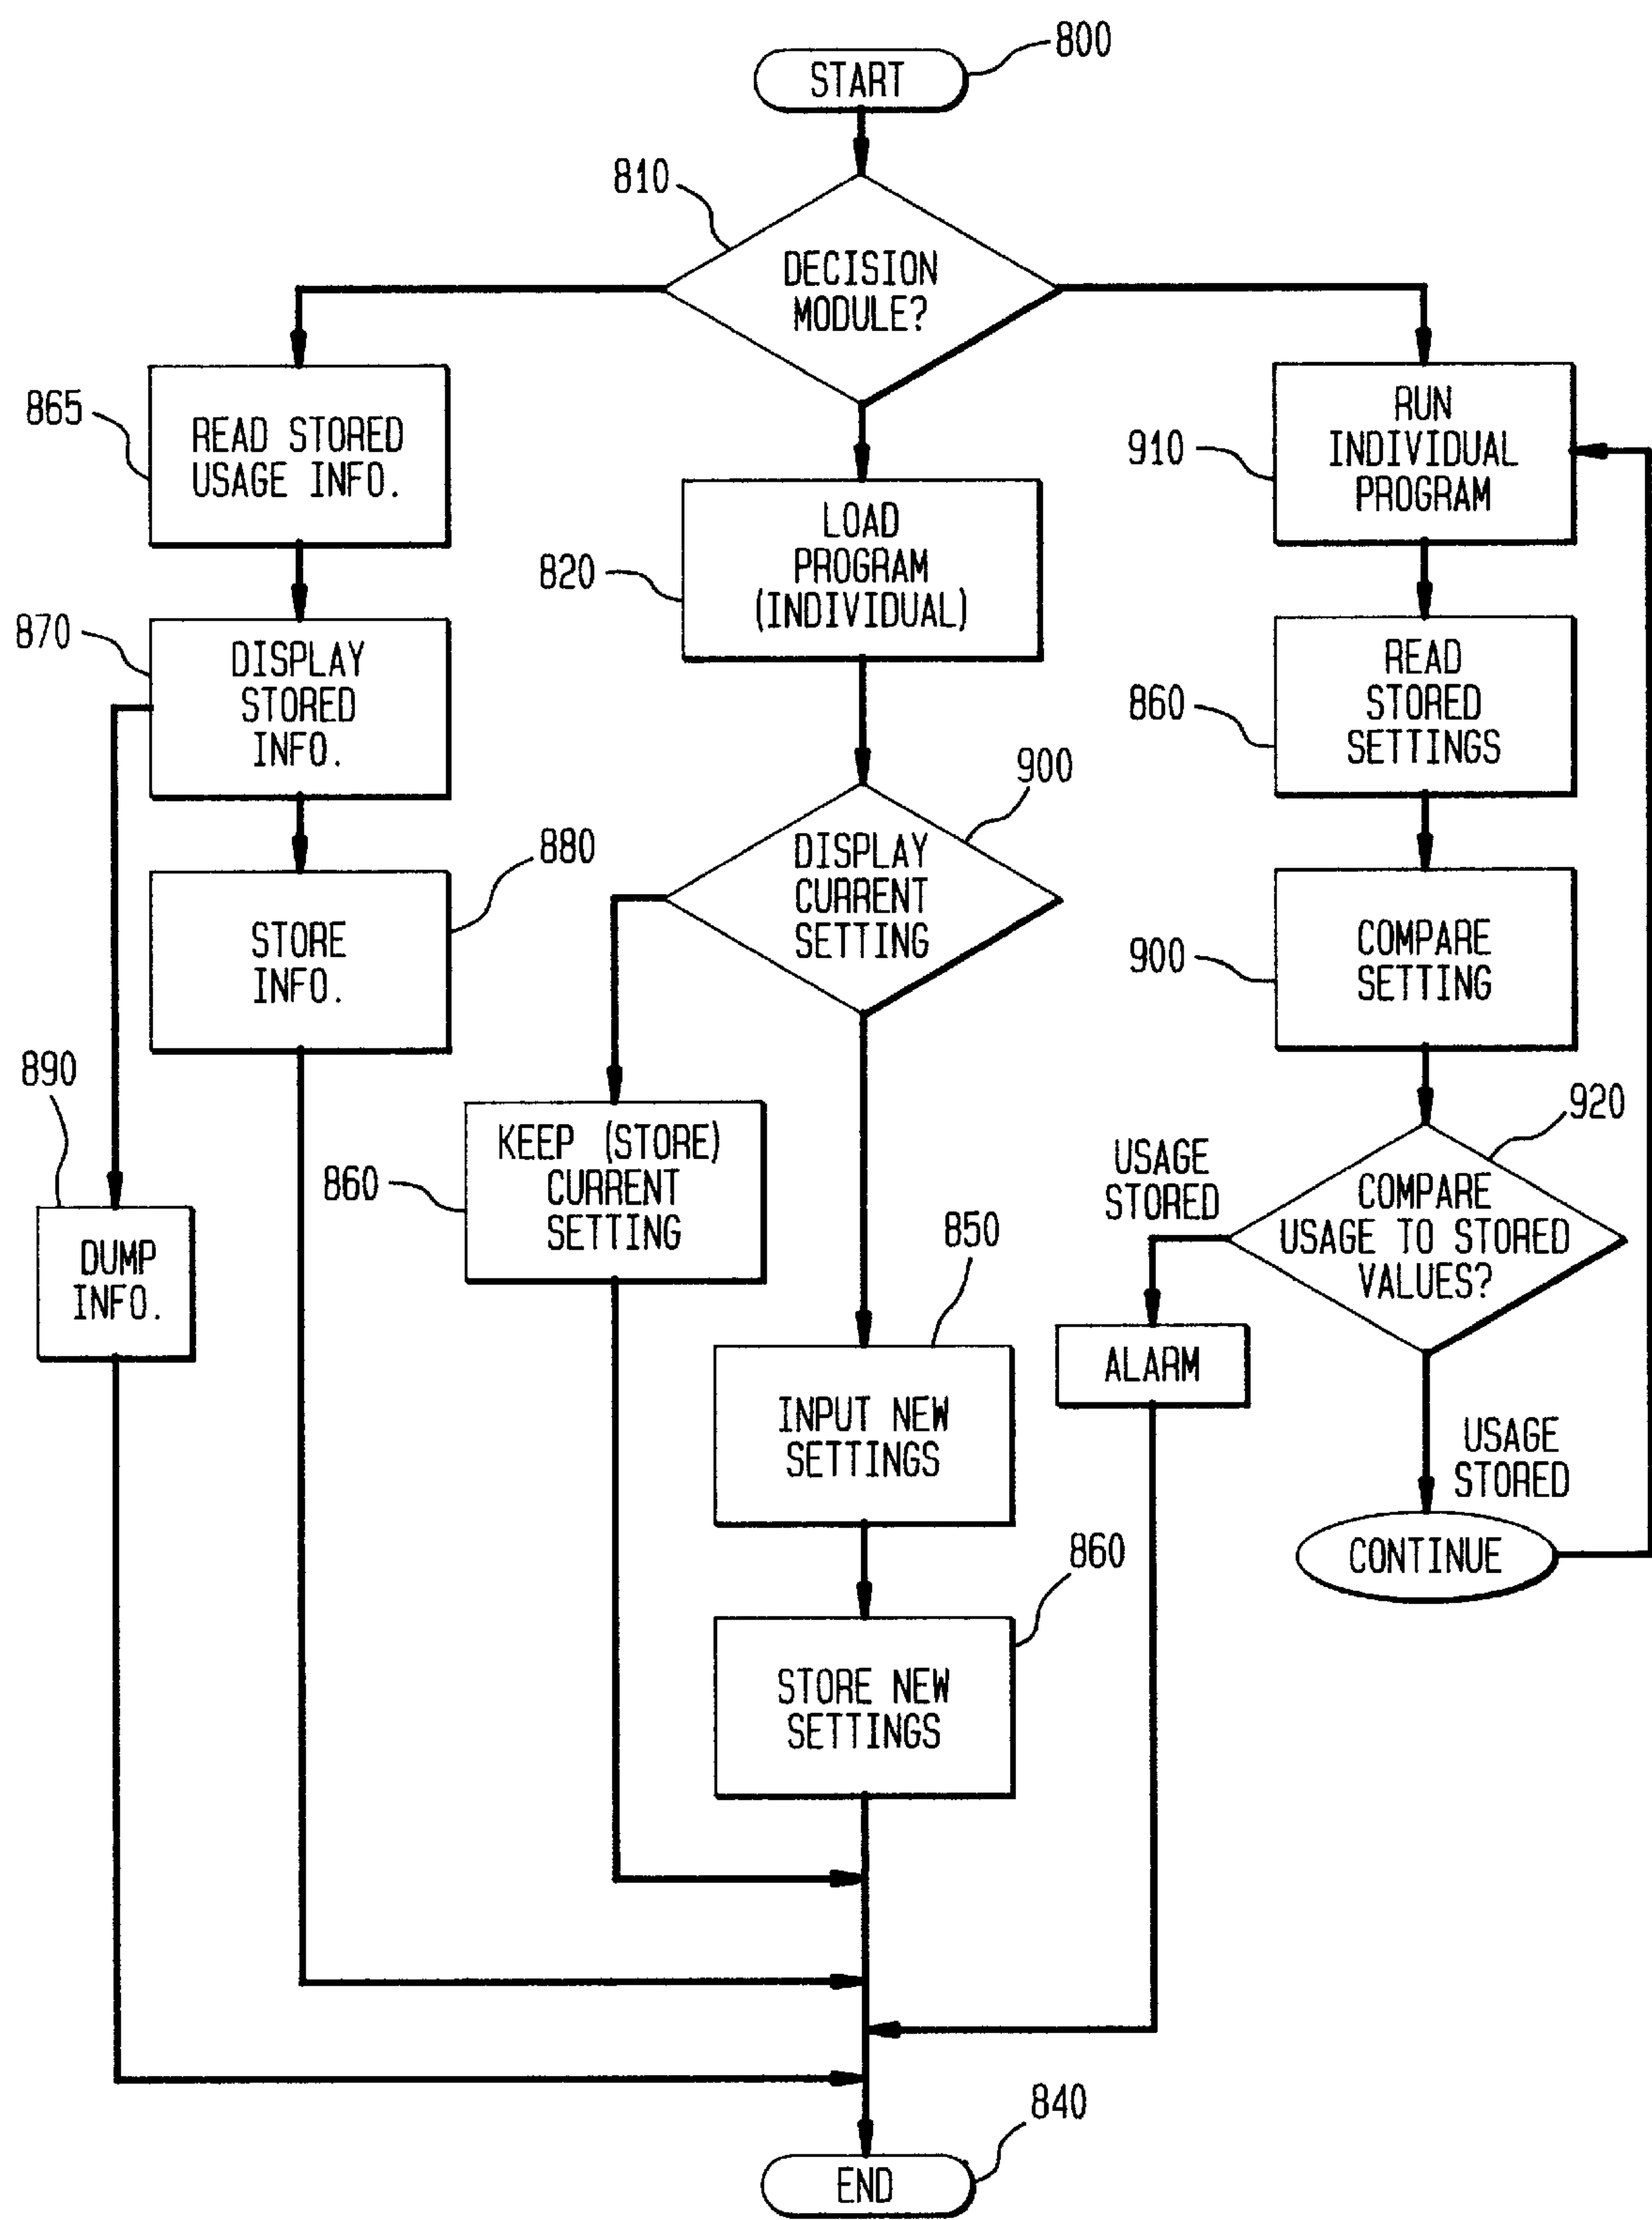 START
800
810
DECISION
MODULE?
865
READ STORED
USAGE INFO.
820
LOAD
PROGRAM
(INDIVIDUAL)
910
RUN
INDIVIDUAL
PROGRAM
870
DISPLAY
STORED
INFO.
860
READ
STORED
SETTINGS
900
DISPLAY
CURRENT
SETTING
880
STORE
INFO.
900
COMPARE
SETTING
890
DUMP
INFO.
860
KEEP (STORE)
CURRENT
SETTING
920
COMPARE
USAGE TO STORED
VALUES?
USAGE
STORED
850
INPUT NEW
SETTINGS
ALARM
USAGE
STORED
CONTINUE
860
STORE NEW
SETTINGS
840
END